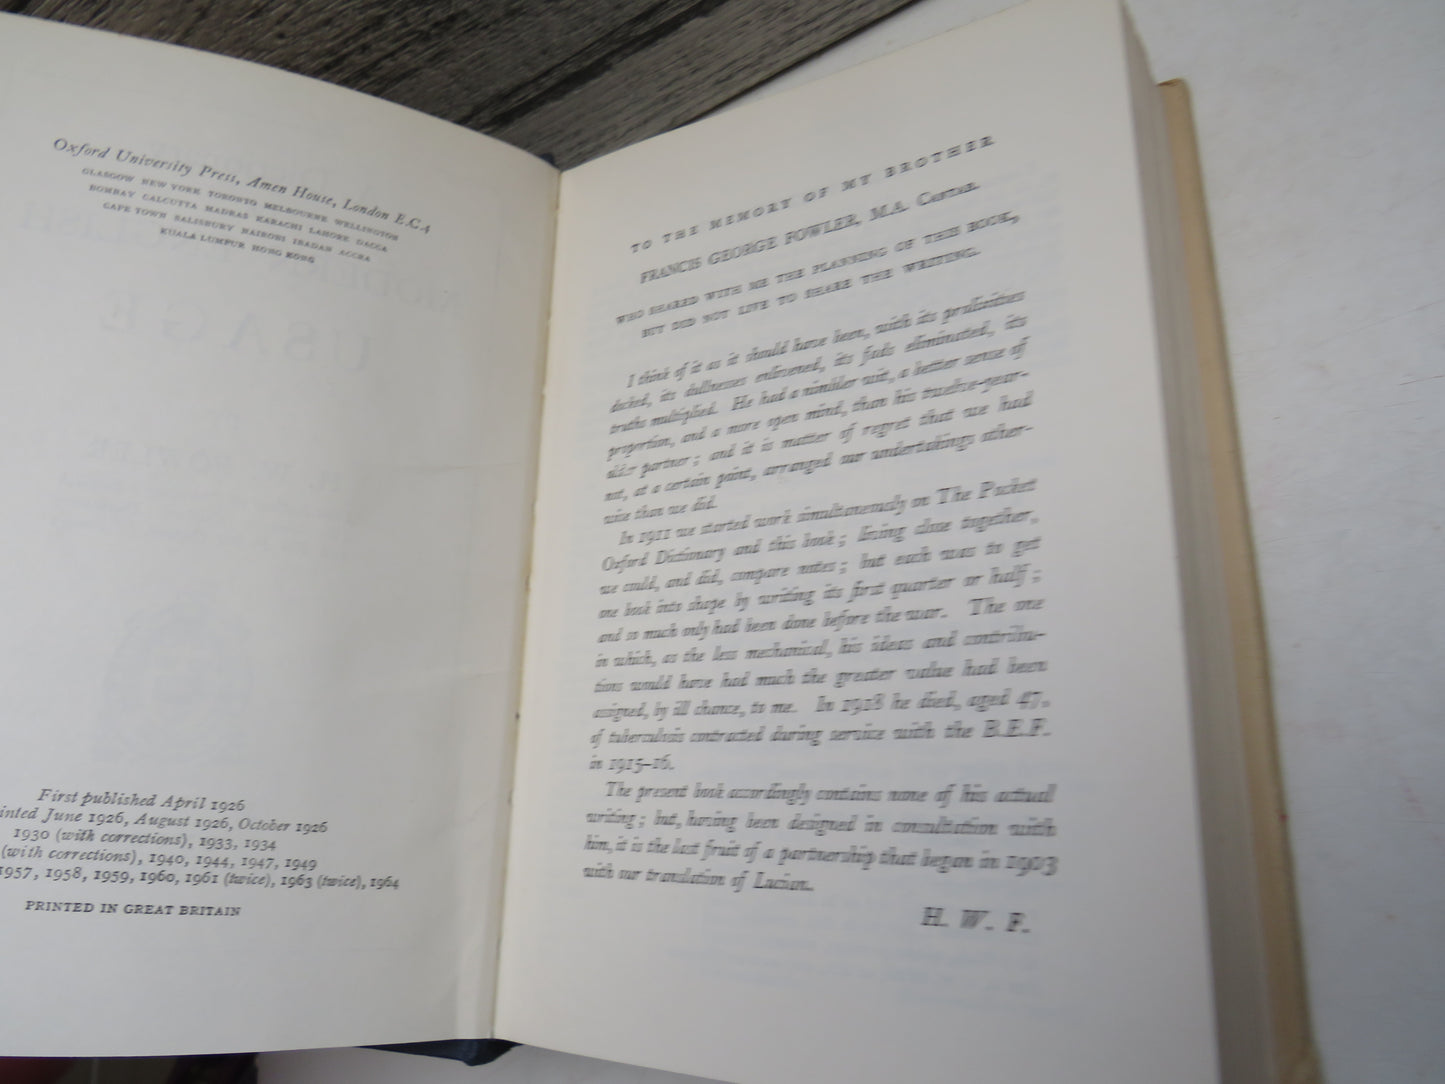 Oxford University Press, Amen House, London E.C.4
GLASGOW NEW YORK TORONTO MELBOURNE WELLINGTON
BOMBAY CALCUTTA MADRAS KARACHI LAHORE DACCA
CAPE TOWN SALISBURY NAIROBI IBADAN ACCRA
KUALA LUMPUR HONG KONG
First published April 1926
inted June 1926, August 1926, October 1926
1930 (with corrections), 1933, 1934
(with corrections), 1940, 1944, 1947, 1949
1957, 1958, 1959, 1960, 1961 (twice), 1963 (twice), 1964
PRINTED IN GREAT BRITAIN
TO THE MEMORY OF MY BROTHER
FRANCIS GEORGE FOWLER, M.A. CANTAB.
WHO SHARED WITH ME THE PLANNING OF THIS BOOK,
BUT DID NOT LIVE TO SHARE THE WRITING.
I think of it as it should have been, with its prolixities
docked, its dullnesses enlivened, its fads eliminated, its
truths multiplied. He had a nimbler wit, a better sense of
proportion, and a more open mind, than his twelve-year-
older partner; and it is matter of regret that we had
not, at a certain point, arranged our undertakings other-
wise than we did.
In 1911 we started work simultaneously on The Pocket
Oxford Dictionary and this book; living close together,
we could, and did, compare notes; but each was to get
one book into shape by writing its first quarter or half;
and so much only had been done before the war. The one
in which, as the less mechanical, his ideas and contribu-
tions would have had much the greater value had been
assigned, by ill chance, to me. In 1918 he died, aged 47,
of tuberculosis contracted during service with the B.E.F.
in 1915–16.
The present book accordingly contains none of his actual
writing; but, having been designed in consultation with
him, it is the last fruit of a partnership that began in 1903
with our translation of Lucian.
H. W. F.